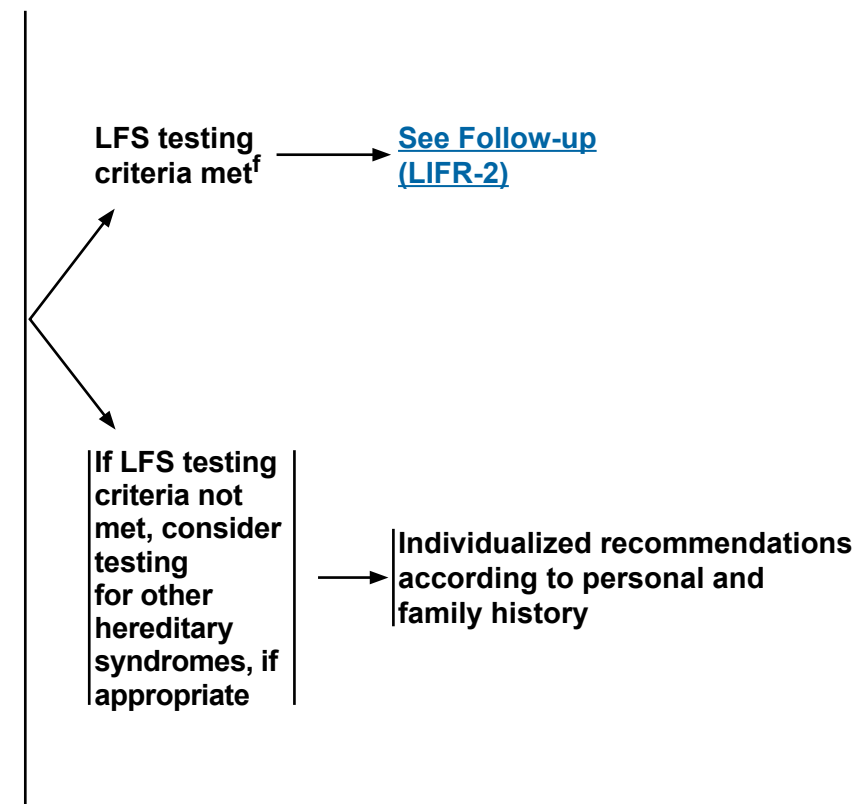 LFS testing
criteria metf
See Follow-up
(LIFR-2)
If LFS testing
criteria not
met, consider
testing
for other
hereditary
syndromes, if
appropriate
Individualized recommendations
according to personal and
family history